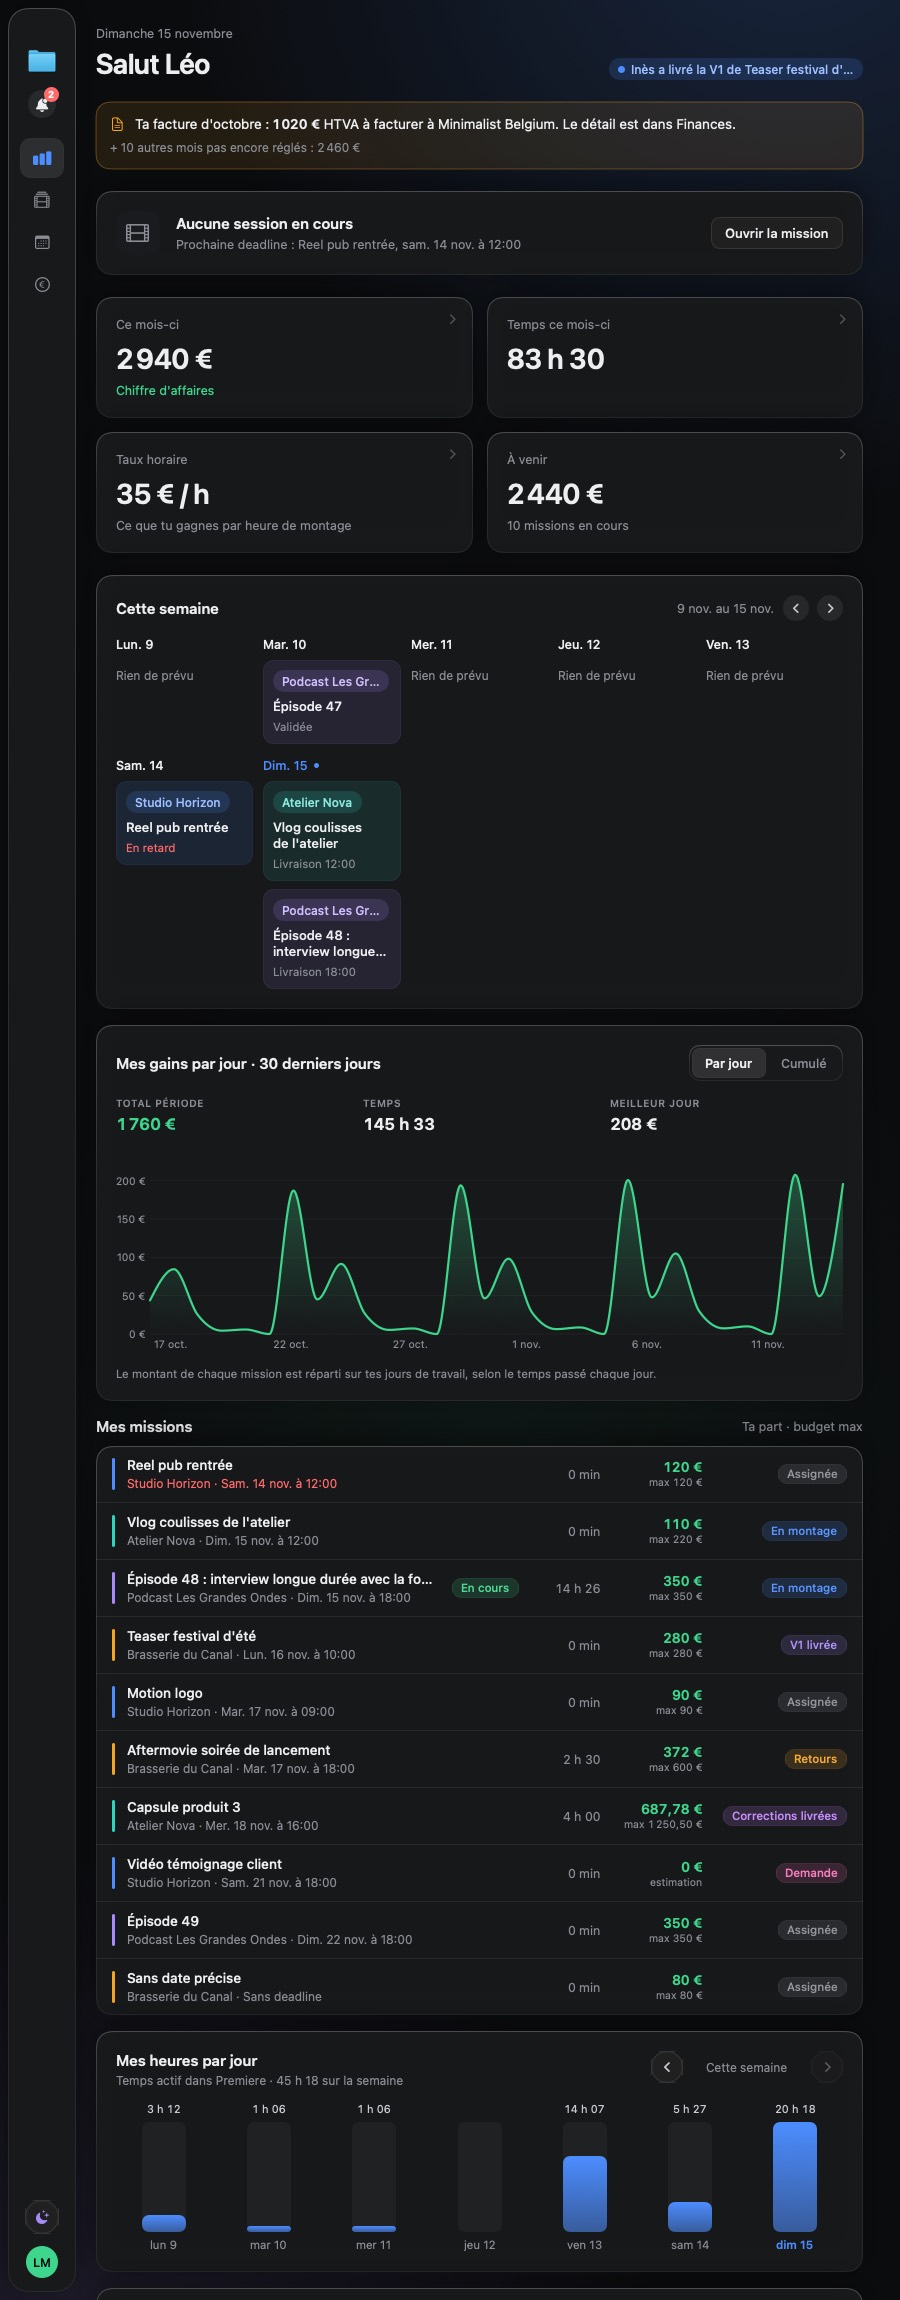 Dimanche 15 novembre
Salut Léo
Inès a livré la V1 de Teaser festival d'...
2
Ta facture d'octobre : 1 020 € HTVA à facturer à Minimalist Belgium. Le détail est dans Finances.
+ 10 autres mois pas encore réglés : 2 460 €
Aucune session en cours
Prochaine deadline : Reel pub rentrée, sam. 14 nov. à 12:00
Ouvrir la mission
Ce mois-ci
2 940 €
Chiffre d'affaires
Temps ce mois-ci
83 h 30
Taux horaire
35 € / h
Ce que tu gagnes par heure de montage
À venir
2 440 €
10 missions en cours
Cette semaine
9 nov. au 15 nov.
Lun. 9
Rien de prévu
Mar. 10
Podcast Les Gr...
Épisode 47
Validée
Mer. 11
Rien de prévu
Jeu. 12
Rien de prévu
Ven. 13
Rien de prévu
Sam. 14
Studio Horizon
Reel pub rentrée
En retard
Dim. 15
Atelier Nova
Vlog coulisses
de l'atelier
Livraison 12:00
Podcast Les Gr...
Épisode 48 :
interview longue...
Livraison 18:00
Mes gains par jour · 30 derniers jours
Par jour
Cumulé
TOTAL PÉRIODE
1 760 €
TEMPS
145 h 33
MEILLEUR JOUR
208 €
200 €
150 €
100 €
50 €
0 €
17 oct. 22 oct. 27 oct. 1 nov. 6 nov. 11 nov.
Le montant de chaque mission est réparti sur tes jours de travail, selon le temps passé chaque jour.
Mes missions
Ta part · budget max
Reel pub rentrée
Studio Horizon · Sam. 14 nov. à 12:00
0 min
120 €
max 120 €
Assignée
Vlog coulisses de l'atelier
Atelier Nova · Dim. 15 nov. à 12:00
0 min
110 €
max 220 €
En montage
Épisode 48 : interview longue durée avec la fo...
Podcast Les Grandes Ondes · Dim. 15 nov. à 18:00
En cours
14 h 26
350 €
max 350 €
En montage
Teaser festival d'été
Brasserie du Canal · Lun. 16 nov. à 10:00
0 min
280 €
max 280 €
V1 livrée
Motion logo
Studio Horizon · Mar. 17 nov. à 09:00
0 min
90 €
max 90 €
Assignée
Aftermovie soirée de lancement
Brasserie du Canal · Mar. 17 nov. à 18:00
2 h 30
372 €
max 600 €
Retours
Capsule produit 3
Atelier Nova · Mer. 18 nov. à 16:00
4 h 00
687,78 €
max 1 250,50 €
Corrections livrées
Vidéo témoignage client
Studio Horizon · Sam. 21 nov. à 18:00
0 min
0 €
estimation
Demande
Épisode 49
Podcast Les Grandes Ondes · Dim. 22 nov. à 18:00
0 min
350 €
max 350 €
Assignée
Sans date précise
Brasserie du Canal · Sans deadline
0 min
80 €
max 80 €
Assignée
Mes heures par jour
Temps actif dans Premiere · 45 h 18 sur la semaine
Cette semaine
3 h 12 1 h 06 1 h 06 14 h 07 5 h 27 20 h 18
lun 9 mar 10 mer 11 jeu 12 ven 13 sam 14 dim 15
LM